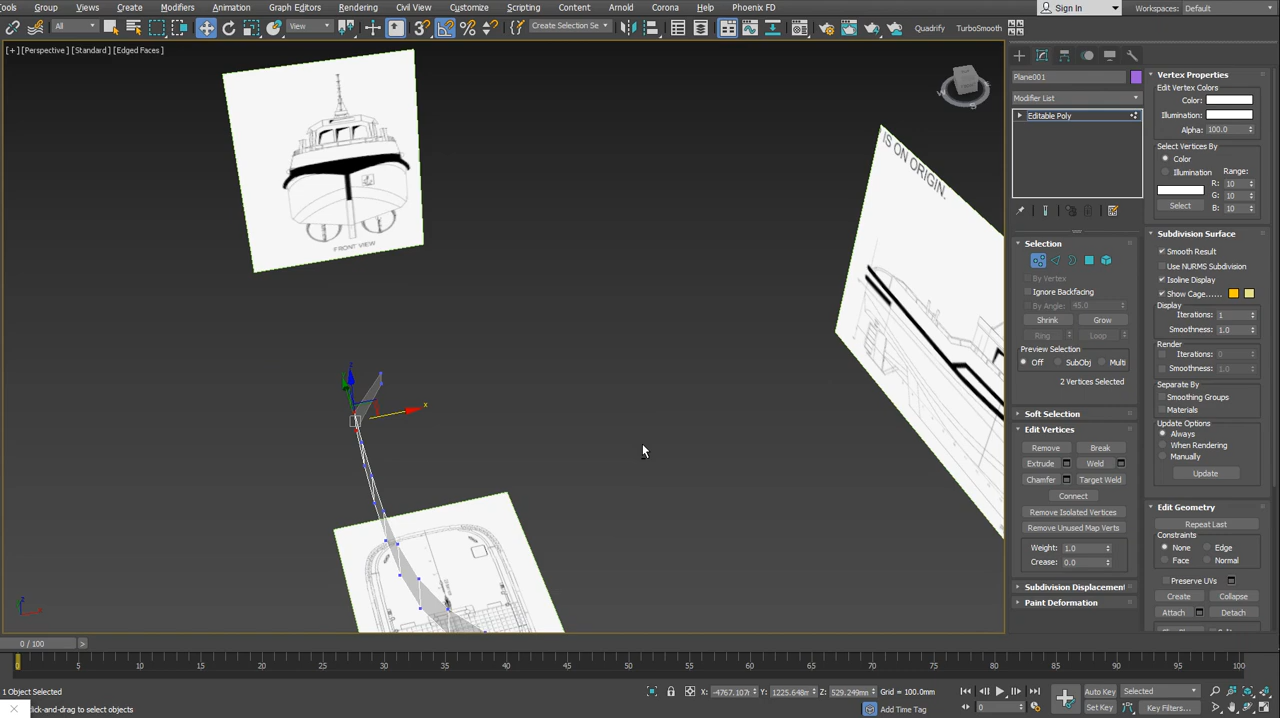 Tools Group Views Create Modifiers Animation Graph Editors Rendering Civil View Customize Scripting Content Arnold Corona Help Phoenix FD Sign In Workspaces: Default
All View Create Selection Se Quadrify TurboSmooth
[+] [Perspective] [Standard] [Edged Faces]
FRONT VIEW
IS ON ORIGIN.
Plane001
Modifier List
Editable Poly
Selection
By Vertex
Ignore Backfacing
By Angle: 45.0
Shrink Grow
Ring Loop
Preview Selection
Off SubObj Multi
2 Vertices Selected
Soft Selection
Edit Vertices
Remove Break
Extrude Weld
Chamfer Target Weld
Connect
Remove Isolated Vertices
Remove Unused Map Verts
Weight: 1.0
Crease: 0.0
Subdivision Displacement
Paint Deformation
Vertex Properties
Edit Vertex Colors
Color:
Illumination:
Alpha: 100.0
Select Vertices By
Color
Illumination Range:
R: 10
G: 10
Select B: 10
Subdivision Surface
Smooth Result
Use NURMS Subdivision
Isoline Display
Show Cage......
Display
Iterations: 1
Smoothness: 1.0
Render
Iterations: 0
Smoothness: 1.0
Separate By
Smoothing Groups
Materials
Update Options
Always
When Rendering
Manually
Update
Edit Geometry
Repeat Last
Constraints
None Edge
Face Normal
Preserve UVs
Create Collapse
Attach Detach
0 / 100 >
0 5 10 15 20 25 30 35 40 45 50 55 60 65 70 75 80 85 90 95 100
1 Object Selected X: -4767.107m Y: 1225.648m Z: 529.249mm Grid = 100.0mm Auto Key Selected
lick-and-drag to select objects Add Time Tag 0 Set Key Key Filters...